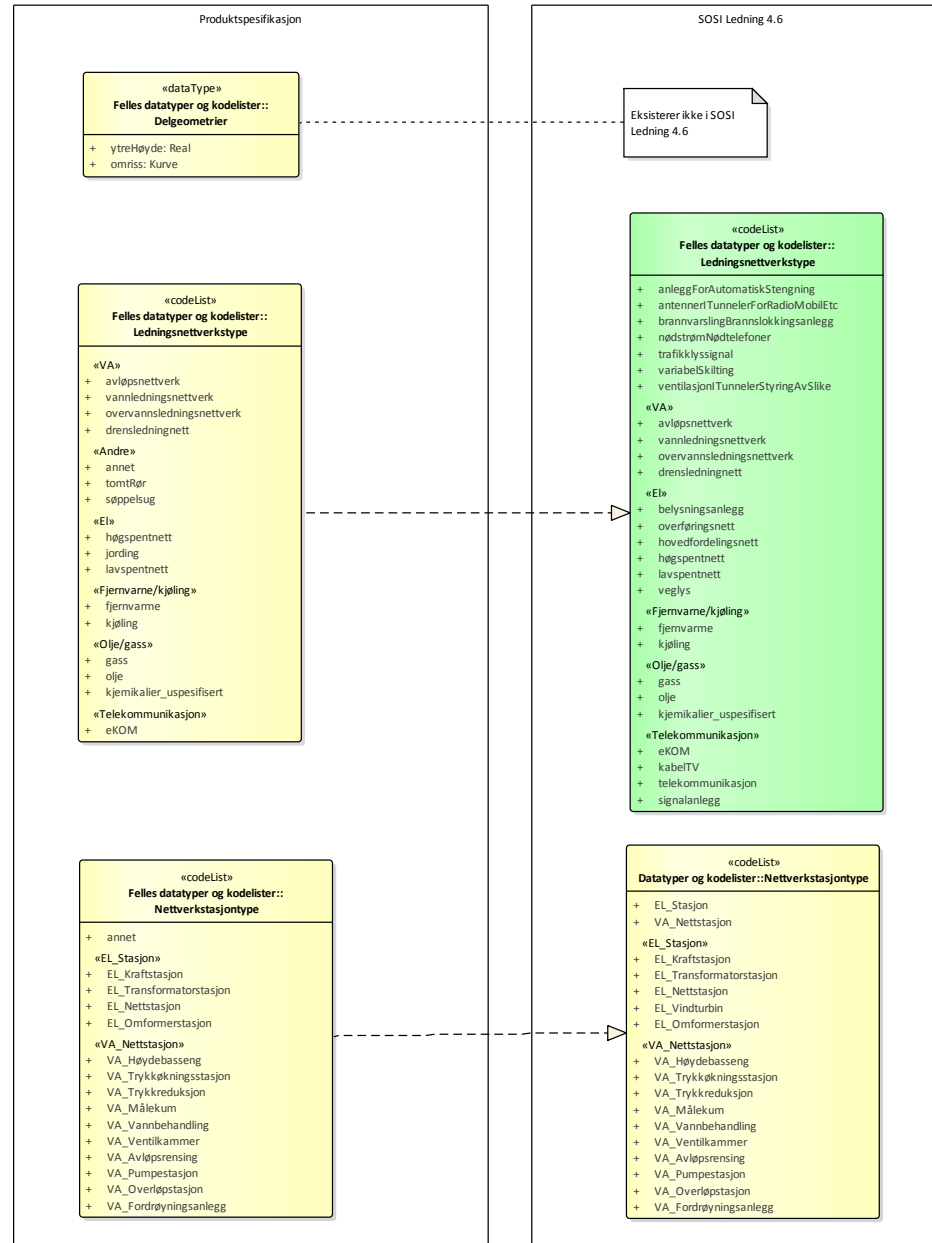 Produktspesifikasjon
«dataType»
Felles datatyper og kodelister::
Delgeometrier
+ ytreHøyde: Real
+ omriss: Kurve
«codeList»
Felles datatyper og kodelister::
Ledningsnettverkstype
«VA»
+ avløpsnettverk
+ vannledningsnettverk
+ overvannsledningsnettverk
+ drensledningnett
«Andre»
+ annet
+ tomtRør
+ søppelsug
«El»
+ høgspentnett
+ jording
+ lavspentnett
«Fjernvarne/kjøling»
+ fjernvarme
+ kjøling
«Olje/gass»
+ gass
+ olje
+ kjemikalier_uspesifisert
«Telekommunikasjon»
+ eKOM
«codeList»
Felles datatyper og kodelister::
Nettverkstasjontype
+ annet
«EL_Stasjon»
+ EL_Kraftstasjon
+ EL_Transformatorstasjon
+ EL_Nettstasjon
+ EL_Omformerstasjon
«VA_Nettstasjon»
+ VA_Høydebasseng
+ VA_Trykkøkningsstasjon
+ VA_Trykkreduksjon
+ VA_Målekum
+ VA_Vannbehandling
+ VA_Ventilkammer
+ VA_Avløpsrensing
+ VA_Pumpestasjon
+ VA_Overløpstasjon
+ VA_Fordrøyningsanlegg
SOSI Ledning 4.6
Eksisterer ikke i SOSI
Ledning 4.6
«codeList»
Felles datatyper og kodelister::
Ledningsnettverkstype
+ anleggForAutomatiskStengning
+ antennerITunnelerForRadioMobilEtc
+ brannvarslingBrannslokkingsanlegg
+ nødstrømNødtelefoner
+ trafikklyssignal
+ variabelSkilting
+ ventilasjonITunnelerStyringAvSlike
«VA»
+ avløpsnettverk
+ vannledningsnettverk
+ overvannsledningsnettverk
+ drensledningnett
«El»
+ belysningsanlegg
+ overføringsnett
+ hovedfordelingsnett
+ høgspentnett
+ lavspentnett
+ veglys
«Fjernvarne/kjøling»
+ fjernvarme
+ kjøling
«Olje/gass»
+ gass
+ olje
+ kjemikalier_uspesifisert
«Telekommunikasjon»
+ eKOM
+ kabelTV
+ telekommunikasjon
+ signalanlegg
«codeList»
Datatyper og kodelister::Nettverkstasjontype
+ EL_Stasjon
+ VA_Nettstasjon
«EL_Stasjon»
+ EL_Kraftstasjon
+ EL_Transformatorstasjon
+ EL_Nettstasjon
+ EL_Vindturbin
+ EL_Omformerstasjon
«VA_Nettstasjon»
+ VA_Høydebasseng
+ VA_Trykkøkningsstasjon
+ VA_Trykkreduksjon
+ VA_Målekum
+ VA_Vannbehandling
+ VA_Ventilkammer
+ VA_Avløpsrensing
+ VA_Pumpestasjon
+ VA_Overløpstasjon
+ VA_Fordrøyningsanlegg